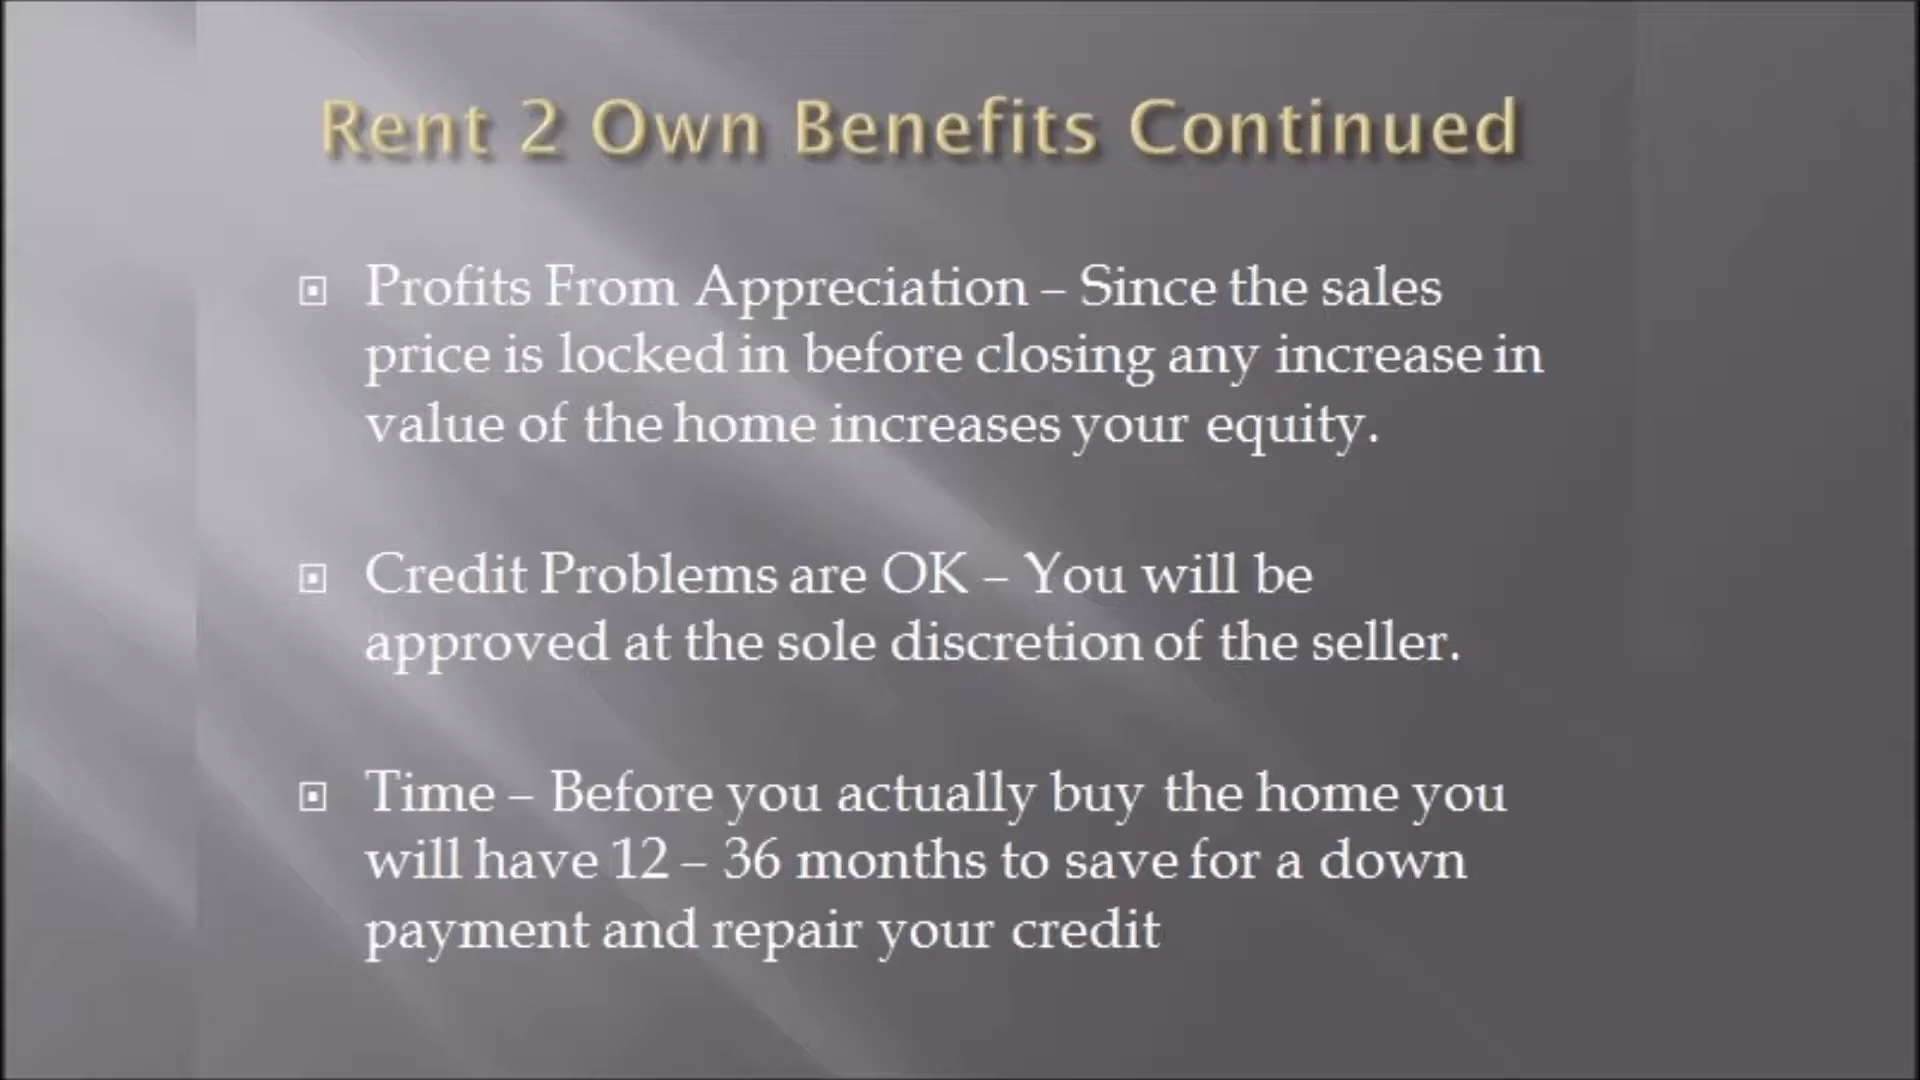 Rent 2 Own Benefits Continued
Profits From Appreciation – Since the sales
price is locked in before closing any increase in
value of the home increases your equity.
Credit Problems are OK – You will be
approved at the sole discretion of the seller.
Time – Before you actually buy the home you
will have 12 – 36 months to save for a down
payment and repair your credit